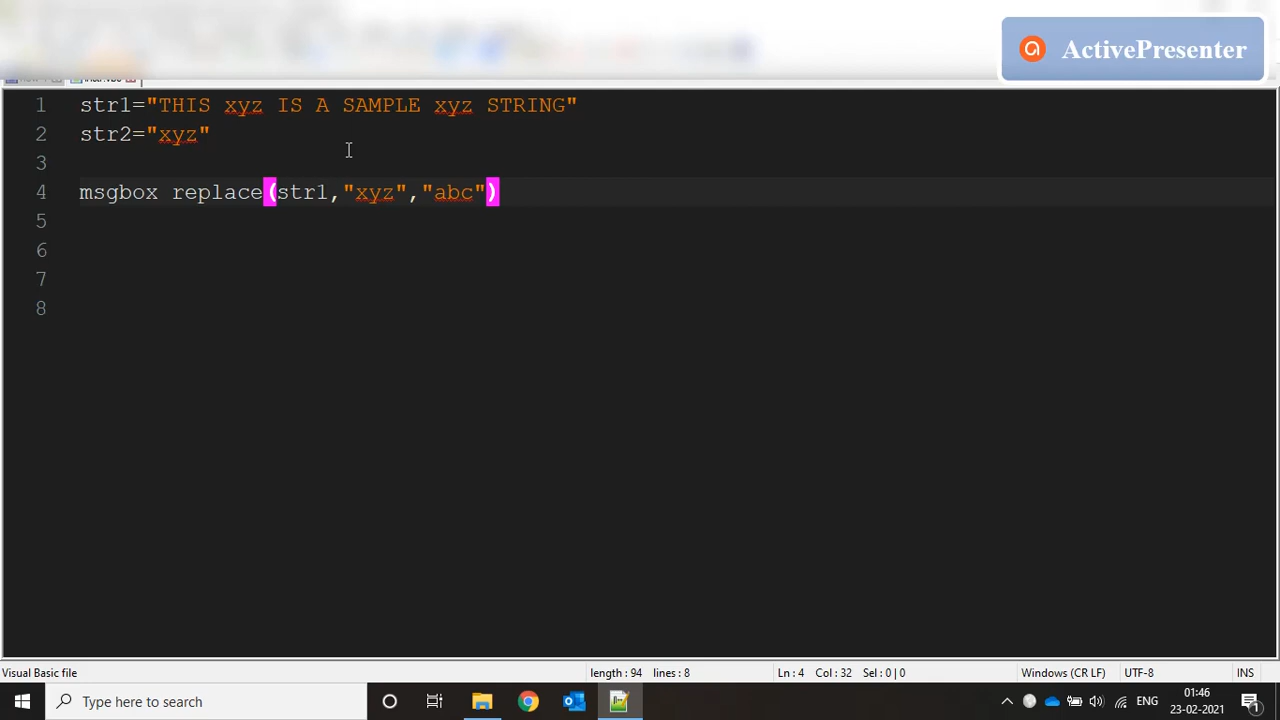 ActivePresenter
1 str1="THIS xyz IS A SAMPLE xyz STRING"
2 str2="xyz"
3
4 msgbox replace(str1,"xyz","abc")
5
6
7
8
Visual Basic file length : 94 lines : 8 Ln : 4 Col : 32 Sel : 0 | 0 Windows (CR LF) UTF-8 INS
Type here to search ENG 01:46
23-02-2021
1